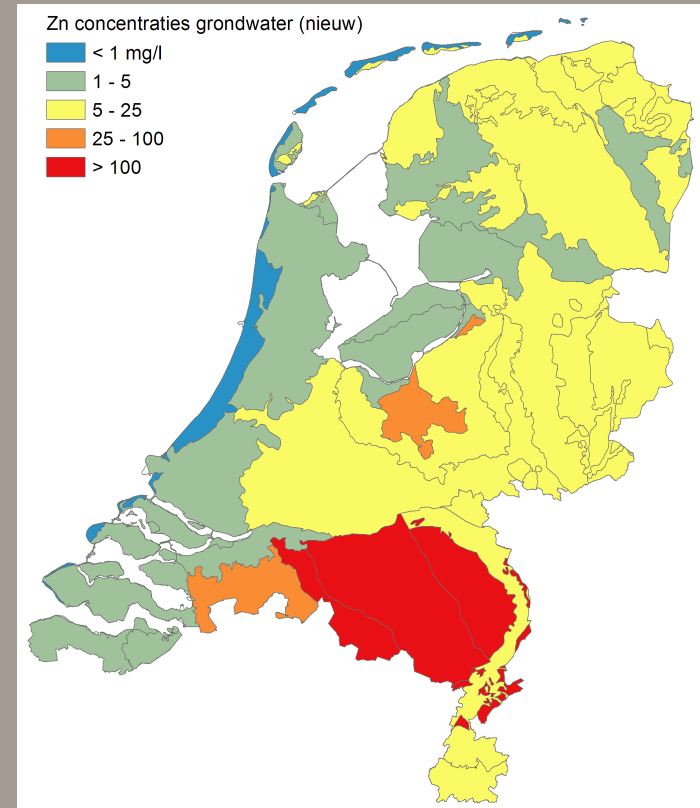 Zn concentraties grondwater (nieuw)
< 1 mg/l
1 - 5
5 - 25
25 - 100
> 100